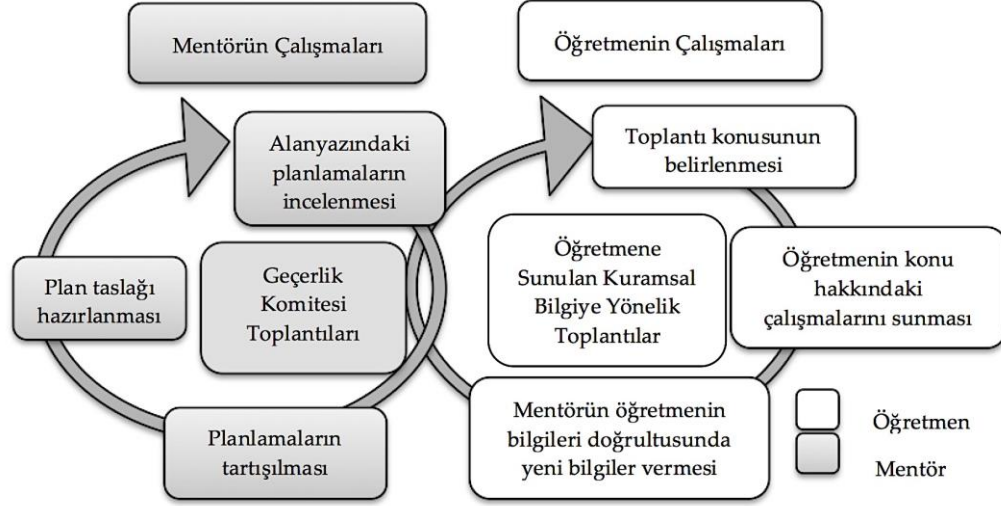 Mentörün Çalışmaları
Öğretmenin Çalışmaları
Alanyazındaki
planlamaların
incelenmesi
Plan taslağı
hazırlanması
Geçerlik
Komitesi
Toplantıları
Planlamaların
tartışılması
Toplantı konusunun
belirlenmesi
Öğretmene
Sunulan Kuramsal
Bilgiye Yönelik
Toplantılar
Öğretmenin konu
hakkındaki
çalışmalarını sunması
Mentörün öğretmenin
bilgileri doğrultusunda
yeni bilgiler vermesi
Öğretmen
Mentör